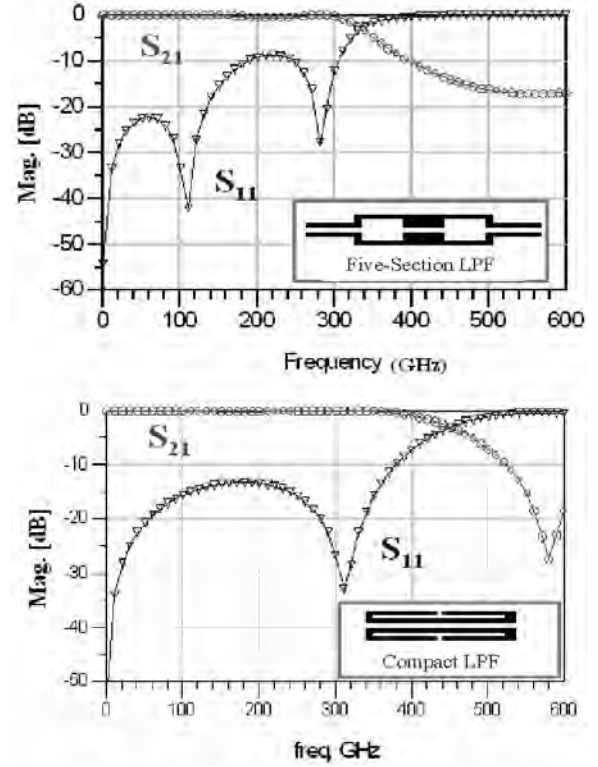 0
-10
-20
-30
-40
-50
-60
Mag. [dB]
S21
S11
Five-Section LPF
0 100 200 300 400 500 600
Frequency (GHz)
0
-10
-20
-30
-40
-50
Mag. [dB]
S21
S11
Compact LPF
0 100 200 300 400 500 600
freq, GHz